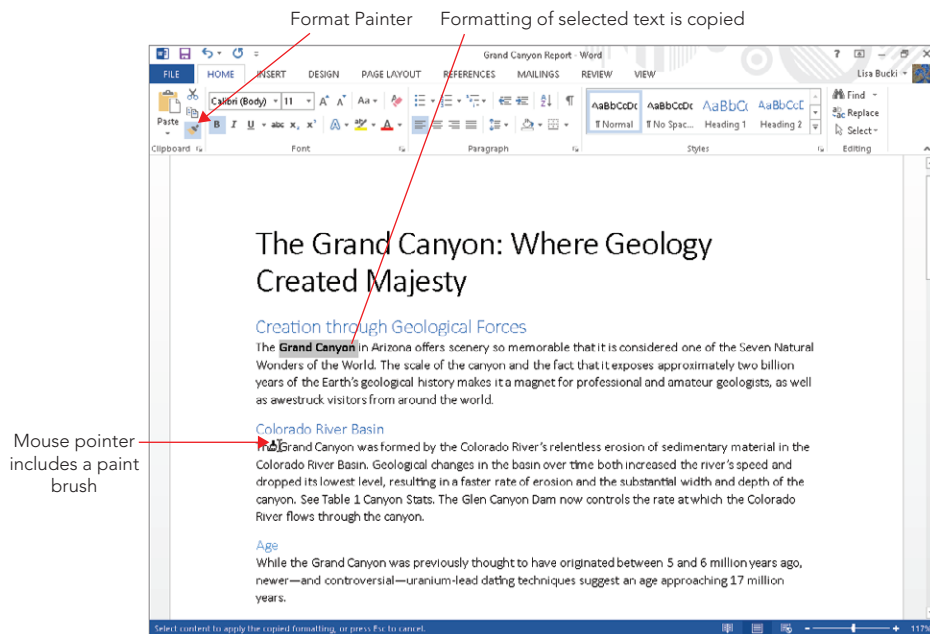 Format Painter Formatting of selected text is copied
Grand Canyon Report - Word
FILE HOME INSERT DESIGN PAGE LAYOUT REFERENCES MAILINGS REVIEW VIEW Lisa Bucki
Calibri (Body) 11 Aa AaBbCcDc AaBbCcDc AaBbCc AaBbCcC Find
Paste B I U abc x, x' A ¶ Normal ¶ No Spac... Heading 1 Heading 2 Replace
Select
Clipboard Font Paragraph Styles Editing
The Grand Canyon: Where Geology
Created Majesty
Creation through Geological Forces
The Grand Canyon in Arizona offers scenery so memorable that it is considered one of the Seven Natural
Wonders of the World. The scale of the canyon and the fact that it exposes approximately two billion
years of the Earth's geological history makes it a magnet for professional and amateur geologists, as well
as awestruck visitors from around the world.
Colorado River Basin
Mouse pointer
includes a paint
brush
The Grand Canyon was formed by the Colorado River's relentless erosion of sedimentary material in the
Colorado River Basin. Geological changes in the basin over time both increased the river's speed and
dropped its lowest level, resulting in a faster rate of erosion and the substantial width and depth of the
canyon. See Table 1 Canyon Stats. The Glen Canyon Dam now controls the rate at which the Colorado
River flows through the canyon.
Age
While the Grand Canyon was previously thought to have originated between 5 and 6 million years ago,
newer—and controversial—uranium-lead dating techniques suggest an age approaching 17 million
years.
Select content to apply the copied formatting, or press Esc to cancel. 117%